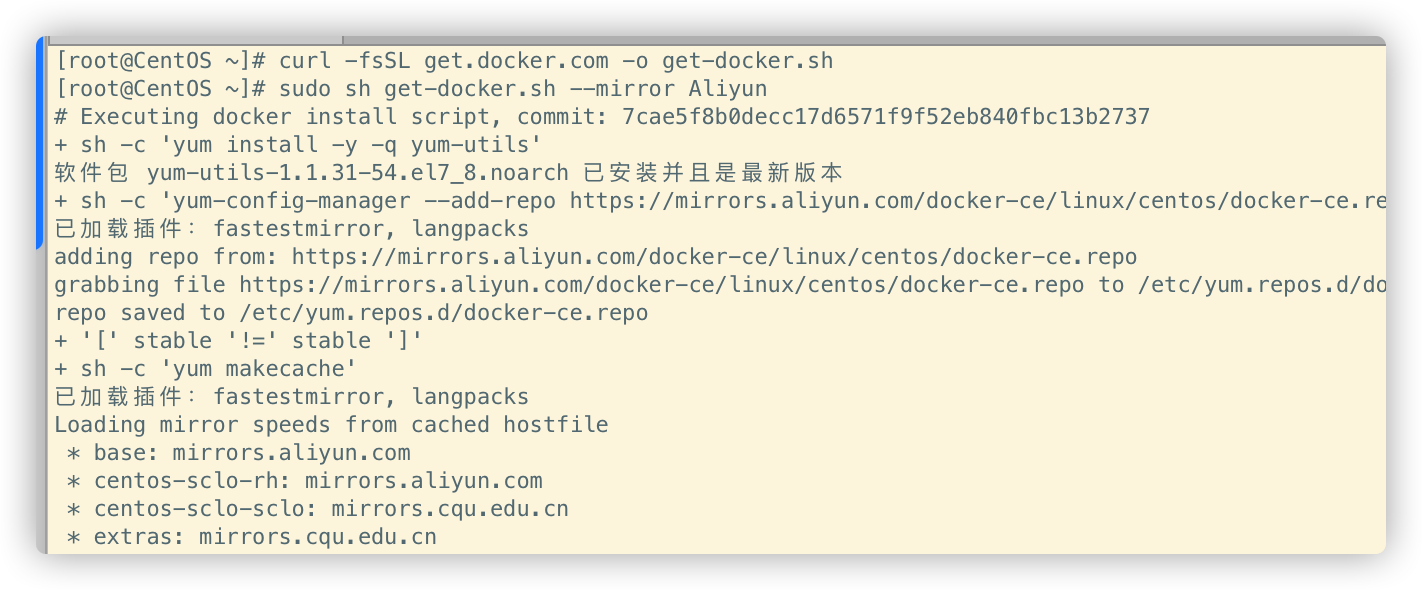 [root@CentOS ~]# curl -fsSL get.docker.com -o get-docker.sh
[root@CentOS ~]# sudo sh get-docker.sh --mirror Aliyun
# Executing docker install script, commit: 7cae5f8b0decc17d6571f9f52eb840fbc13b2737
+ sh -c 'yum install -y -q yum-utils'
软件包 yum-utils-1.1.31-54.el7_8.noarch 已安装并且是最新版本
+ sh -c 'yum-config-manager --add-repo https://mirrors.aliyun.com/docker-ce/linux/centos/docker-ce.re
已加载插件：fastestmirror, langpacks
adding repo from: https://mirrors.aliyun.com/docker-ce/linux/centos/docker-ce.repo
grabbing file https://mirrors.aliyun.com/docker-ce/linux/centos/docker-ce.repo to /etc/yum.repos.d/do
repo saved to /etc/yum.repos.d/docker-ce.repo
+ '[' stable '!=' stable ']'
+ sh -c 'yum makecache'
已加载插件：fastestmirror, langpacks
Loading mirror speeds from cached hostfile
 * base: mirrors.aliyun.com
 * centos-sclo-rh: mirrors.aliyun.com
 * centos-sclo-sclo: mirrors.cqu.edu.cn
 * extras: mirrors.cqu.edu.cn